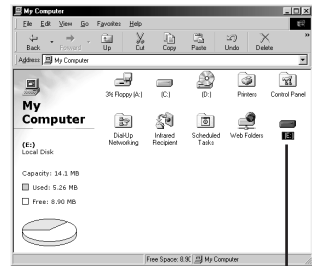 My Computer
File Edit View Go Favorites Help
Back Forward Up Cut Copy Paste Undo Delete »
Address My Computer
My Computer
3½ Floppy (A:) (C:) (D:) Printers Control Panel
Dial-Up Networking Infrared Recipient Scheduled Tasks Web Folders (E:)
(E:)
Local Disk
Capacity: 14.1 MB
Used: 5.26 MB
Free: 8.90 MB
Free Space: 8.9 My Computer